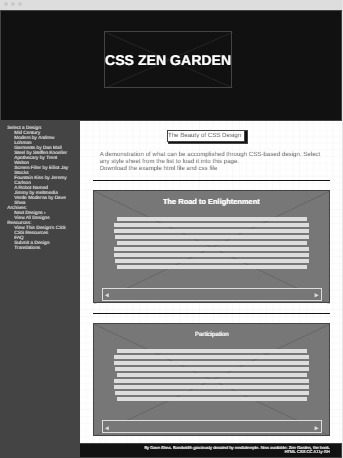 CSS ZEN GARDEN
Select a Design:
Mid Century
Modern by Andrew
Lohman
Garments by Dan Mall
Steel by Steffen Knoeller
Apothecary by Trent
Walton
Screen Filler by Elliot Jay
Stocks
Fountain Kiss by Jeremy
Carlson
A Robot Named
Jimmy by meltmedia
Verde Moderna by Dave
Shea
Archives:
Next Designs ›
View All Designs
Resources:
View This Design's CSS
CSS Resources
FAQ
Submit a Design
Translations
The Beauty of CSS Design
A demonstration of what can be accomplished through CSS-based design. Select
any style sheet from the list to load it into this page.
Download the example html file and css file
The Road to Enlightenment
Participation
By Dave Shea. Bandwidth graciously donated by mediatemple. Now available: Zen Garden, the book.
HTML CSS CC A11y GH